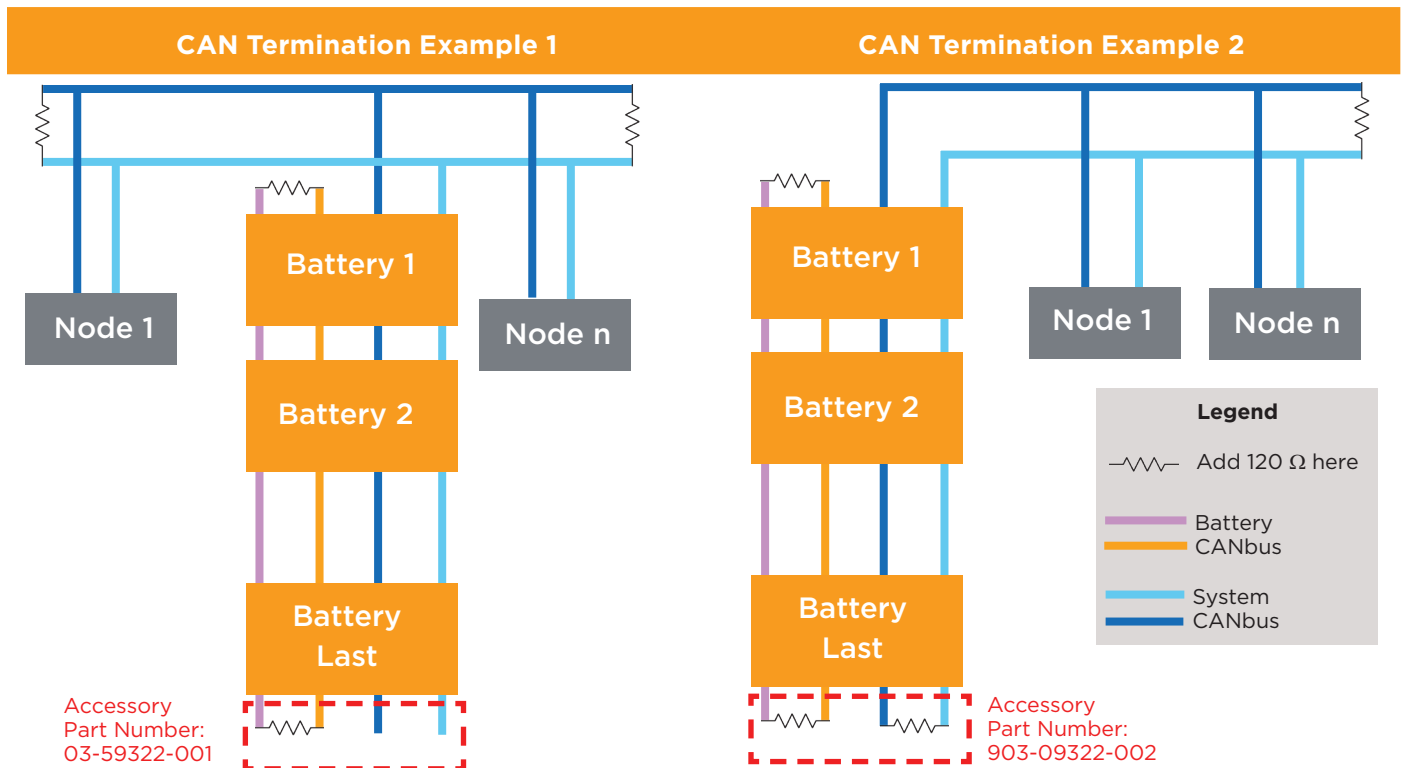 CAN Termination Example 1
CAN Termination Example 2
Node 1
Battery 1
Node n
Battery 2
Battery
Last
Accessory
Part Number:
03-59322-001
Battery 1
Node 1
Node n
Battery 2
Battery
Last
Accessory
Part Number:
903-09322-002
Legend
Add 120 Ω here
Battery
CANbus
System
CANbus